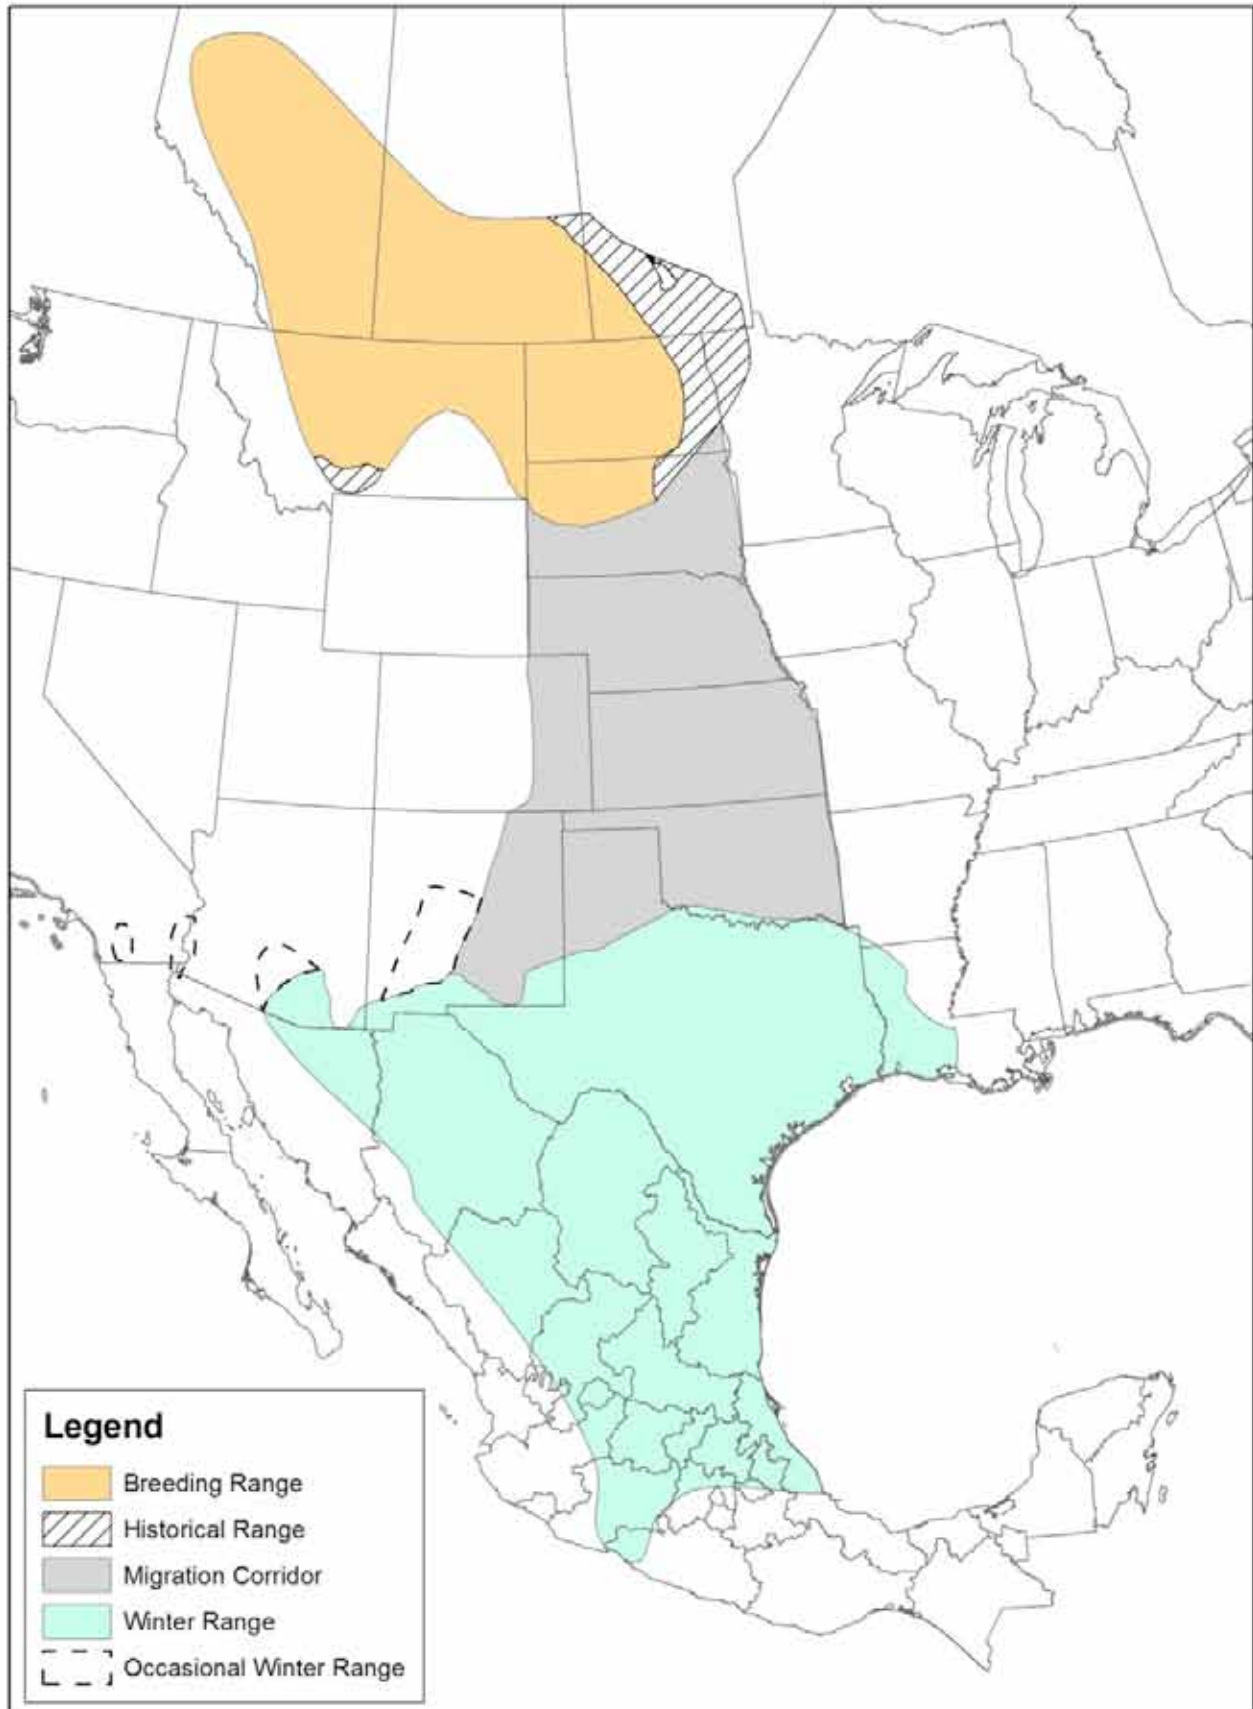 Legend
Breeding Range
Historical Range
Migration Corridor
Winter Range
Occasional Winter Range